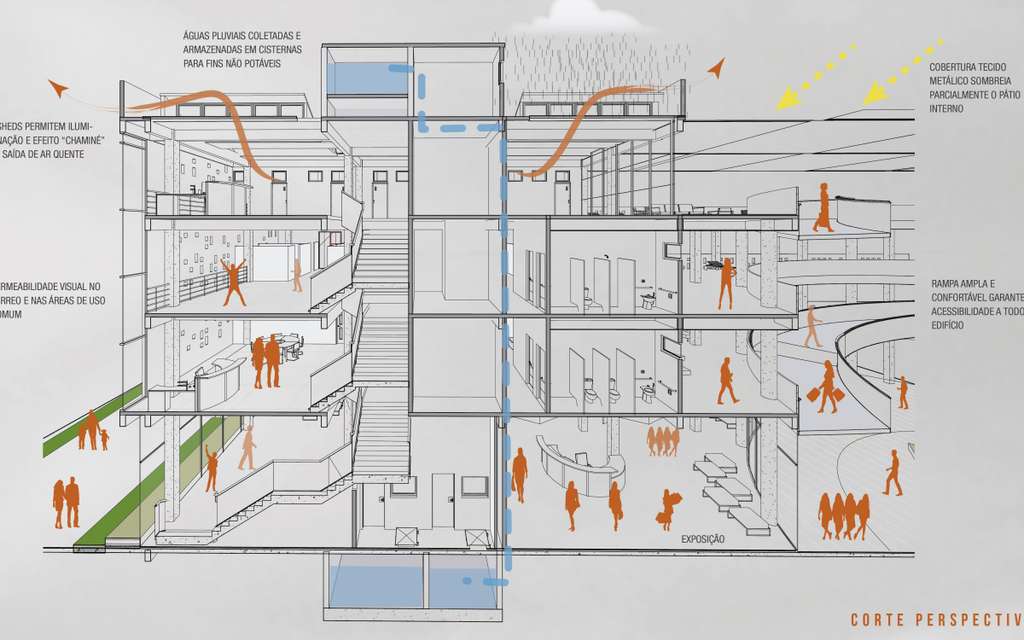 ÁGUAS PLUVIAIS COLETADAS E
ARMAZENADAS EM CISTERNAS
PARA FINS NÃO POTÁVEIS
COBERTURA TECIDO
METÁLICO SOMBREIA
PARCIALMENTE O PÁTIO
INTERNO
SHEDS PERMITEM ILUMI-
NAÇÃO E EFEITO “CHAMINÉ”
SAÍDA DE AR QUENTE
RMEABILIDADE VISUAL NO
RREO E NAS ÁREAS DE USO
OMUM
RAMPA AMPLA E
CONFORTÁVEL GARANTE
ACESSIBILIDADE A TODO
EDIFÍCIO
EXPOSIÇÃO
CORTE PERSPECTIV